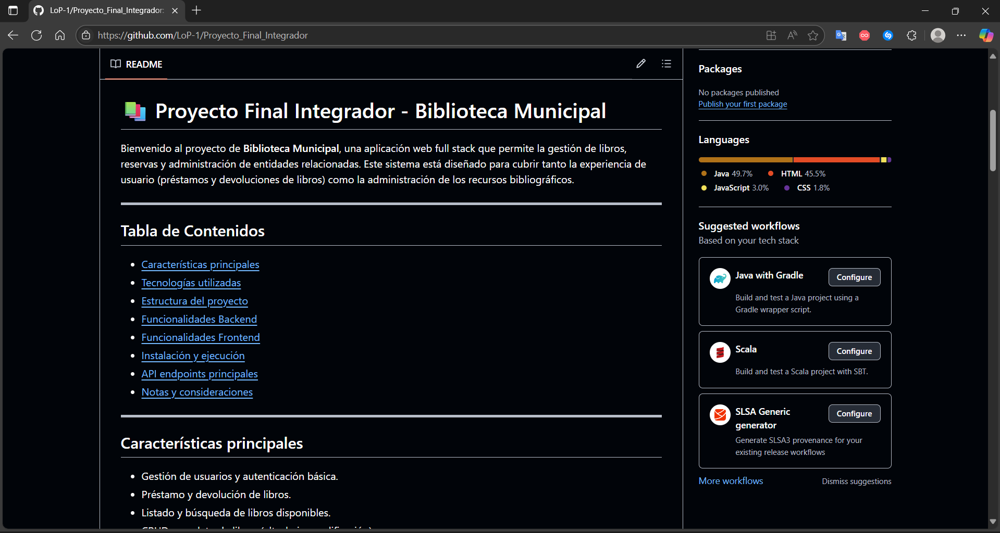 LoP-1/Proyecto_Final_Integrador:
https://github.com/LoP-1/Proyecto_Final_Integrador
README
Proyecto Final Integrador - Biblioteca Municipal
Bienvenido al proyecto de Biblioteca Municipal, una aplicación web full stack que permite la gestión de libros,
reservas y administración de entidades relacionadas. Este sistema está diseñado para cubrir tanto la experiencia de
usuario (préstamos y devoluciones de libros) como la administración de los recursos bibliográficos.
Tabla de Contenidos
Características principales
Tecnologías utilizadas
Estructura del proyecto
Funcionalidades Backend
Funcionalidades Frontend
Instalación y ejecución
API endpoints principales
Notas y consideraciones
Características principales
Gestión de usuarios y autenticación básica.
Préstamo y devolución de libros.
Listado y búsqueda de libros disponibles.
Packages
No packages published
Publish your first package
Languages
Java 49.7% HTML 45.5%
JavaScript 3.0% CSS 1.8%
Suggested workflows
Based on your tech stack
Java with Gradle
Configure
Build and test a Java project using a
Gradle wrapper script.
Scala
Configure
Build and test a Scala project with SBT.
SLSA Generic
generator
Configure
Generate SLSA3 provenance for your
existing release workflows
More workflows
Dismiss suggestions